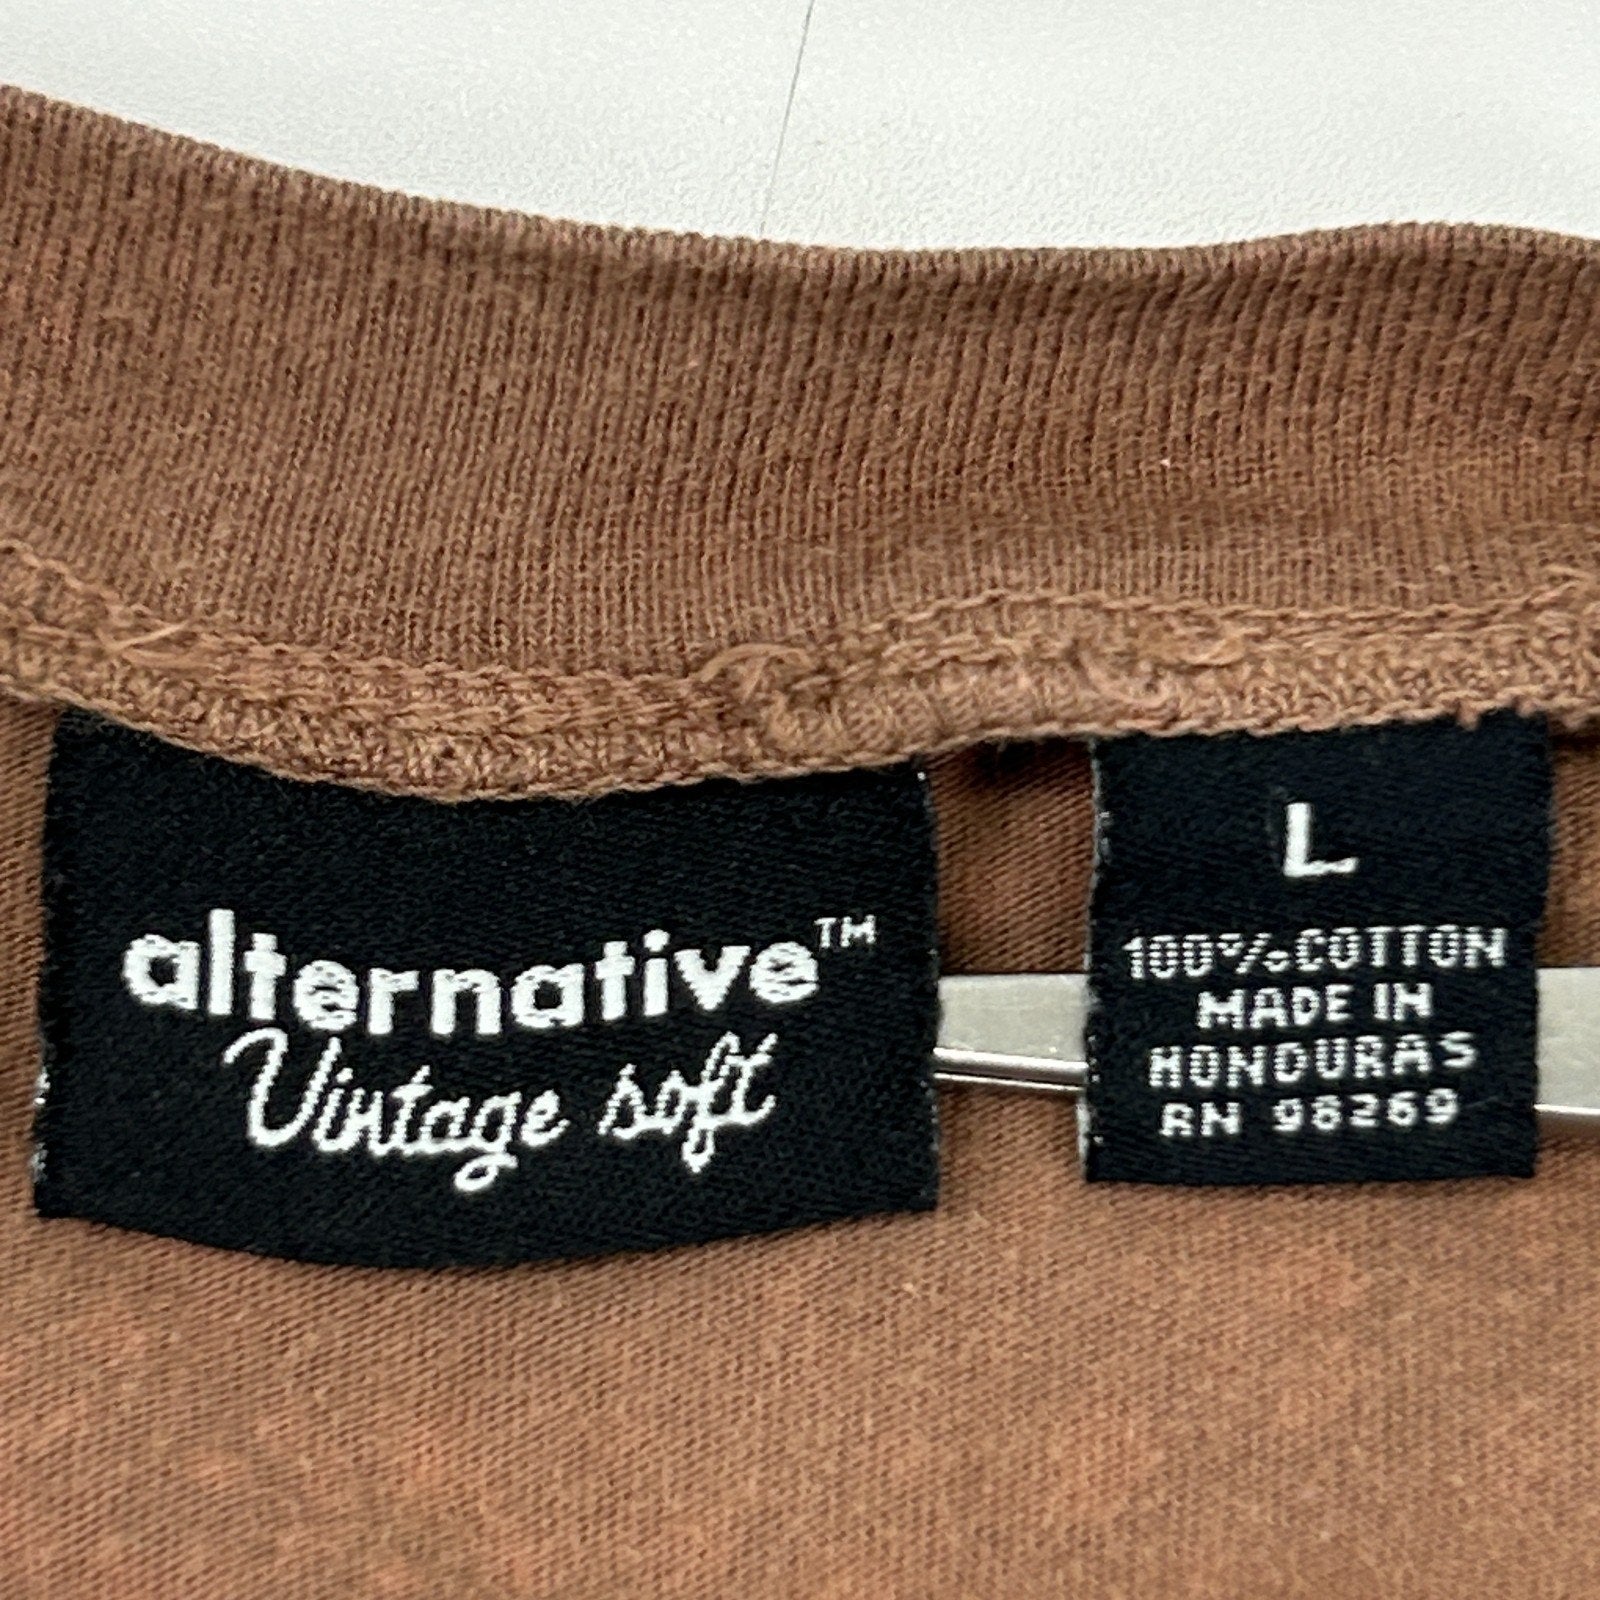 alternative™
Vintage soft
L
100% COTTON
MADE IN
HONDURAS
RN 98269